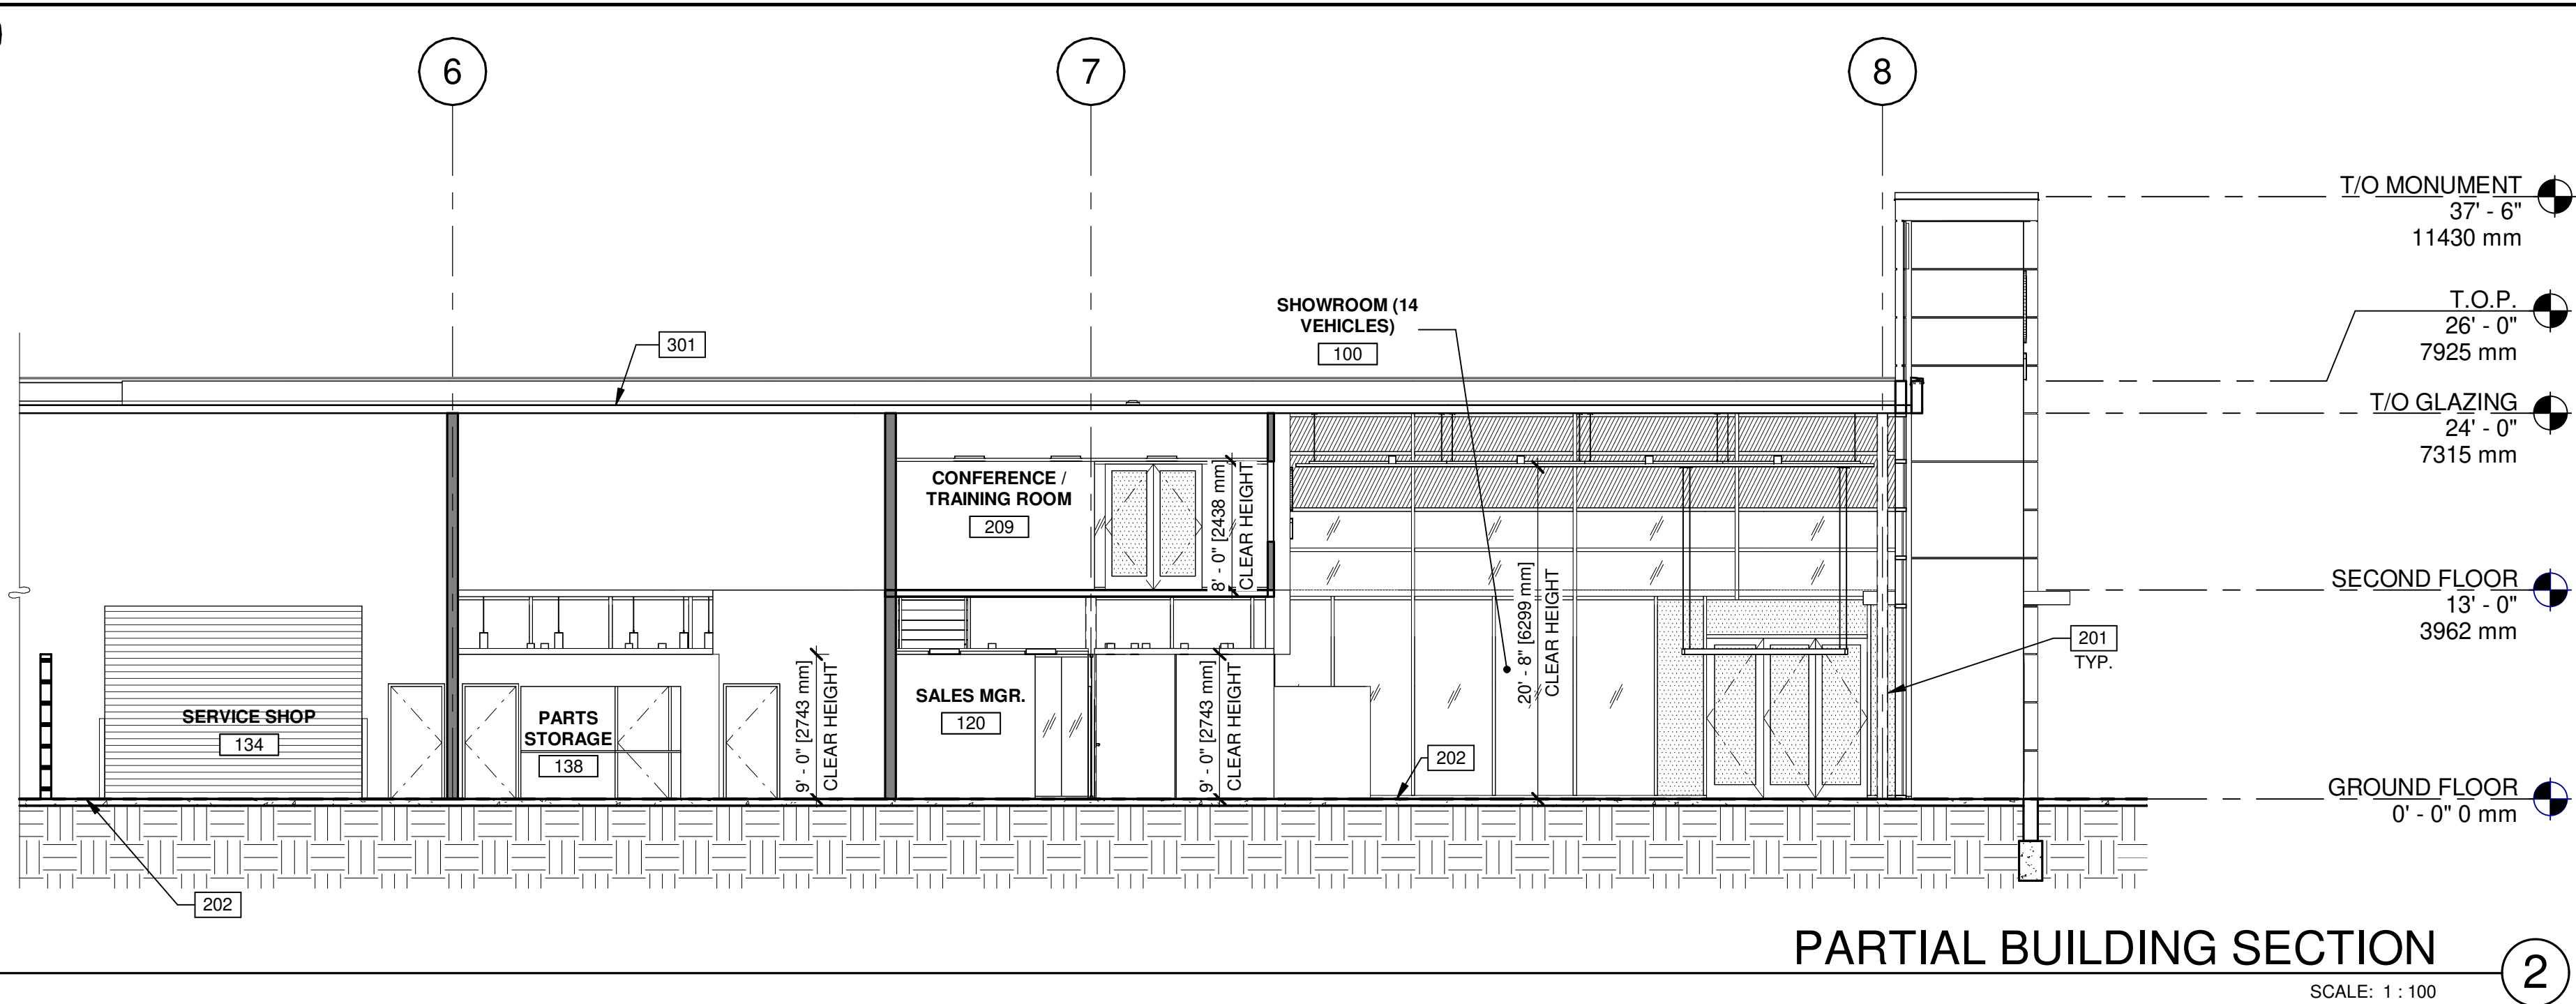 6
7
8
T/O MONUMENT
37' - 6"
11430 mm
SHOWROOM (14
VEHICLES)
100
301
T.O.P.
26' - 0"
7925 mm
T/O GLAZING
24' - 0"
7315 mm
CONFERENCE /
TRAINING ROOM
209
8' - 0" [2438 mm]
CLEAR HEIGHT
20' - 8" [6299 mm]
CLEAR HEIGHT
SECOND FLOOR
13' - 0"
3962 mm
201
TYP.
SERVICE SHOP
134
PARTS
STORAGE
138
9' - 0" [2743 mm]
CLEAR HEIGHT
SALES MGR.
120
9' - 0" [2743 mm]
CLEAR HEIGHT
202
GROUND FLOOR
0' - 0" 0 mm
202
PARTIAL BUILDING SECTION
2
SCALE: 1 : 100